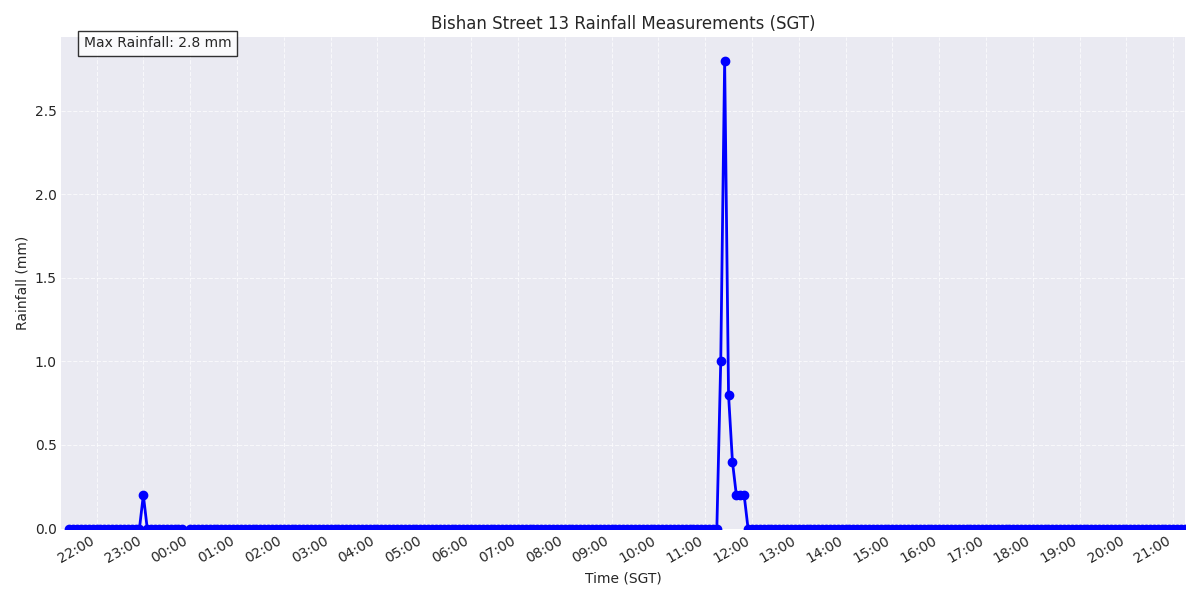 Bishan Street 13 Rainfall Measurements (SGT)
Max Rainfall: 2.8 mm
Rainfall (mm)
2.5
2.0
1.5
1.0
0.5
0.0
22:00 23:00 00:00 01:00 02:00 03:00 04:00 05:00 06:00 07:00 08:00 09:00 10:00 11:00 12:00 13:00 14:00 15:00 16:00 17:00 18:00 19:00 20:00 21:00
Time (SGT)